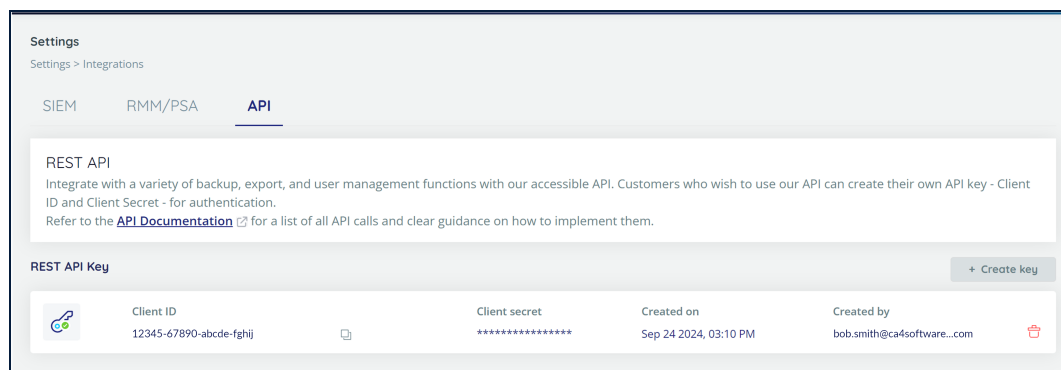 Settings
Settings > Integrations
SIEM RMM/PSA API
REST API
Integrate with a variety of backup, export, and user management functions with our accessible API. Customers who wish to use our API can create their own API key - Client
ID and Client Secret - for authentication.
Refer to the API Documentation for a list of all API calls and clear guidance on how to implement them.
REST API Key
+ Create key
Client ID Client secret Created on Created by
12345-67890-abcde-fghij **************** Sep 24 2024, 03:10 PM bob.smith@ca4software...com